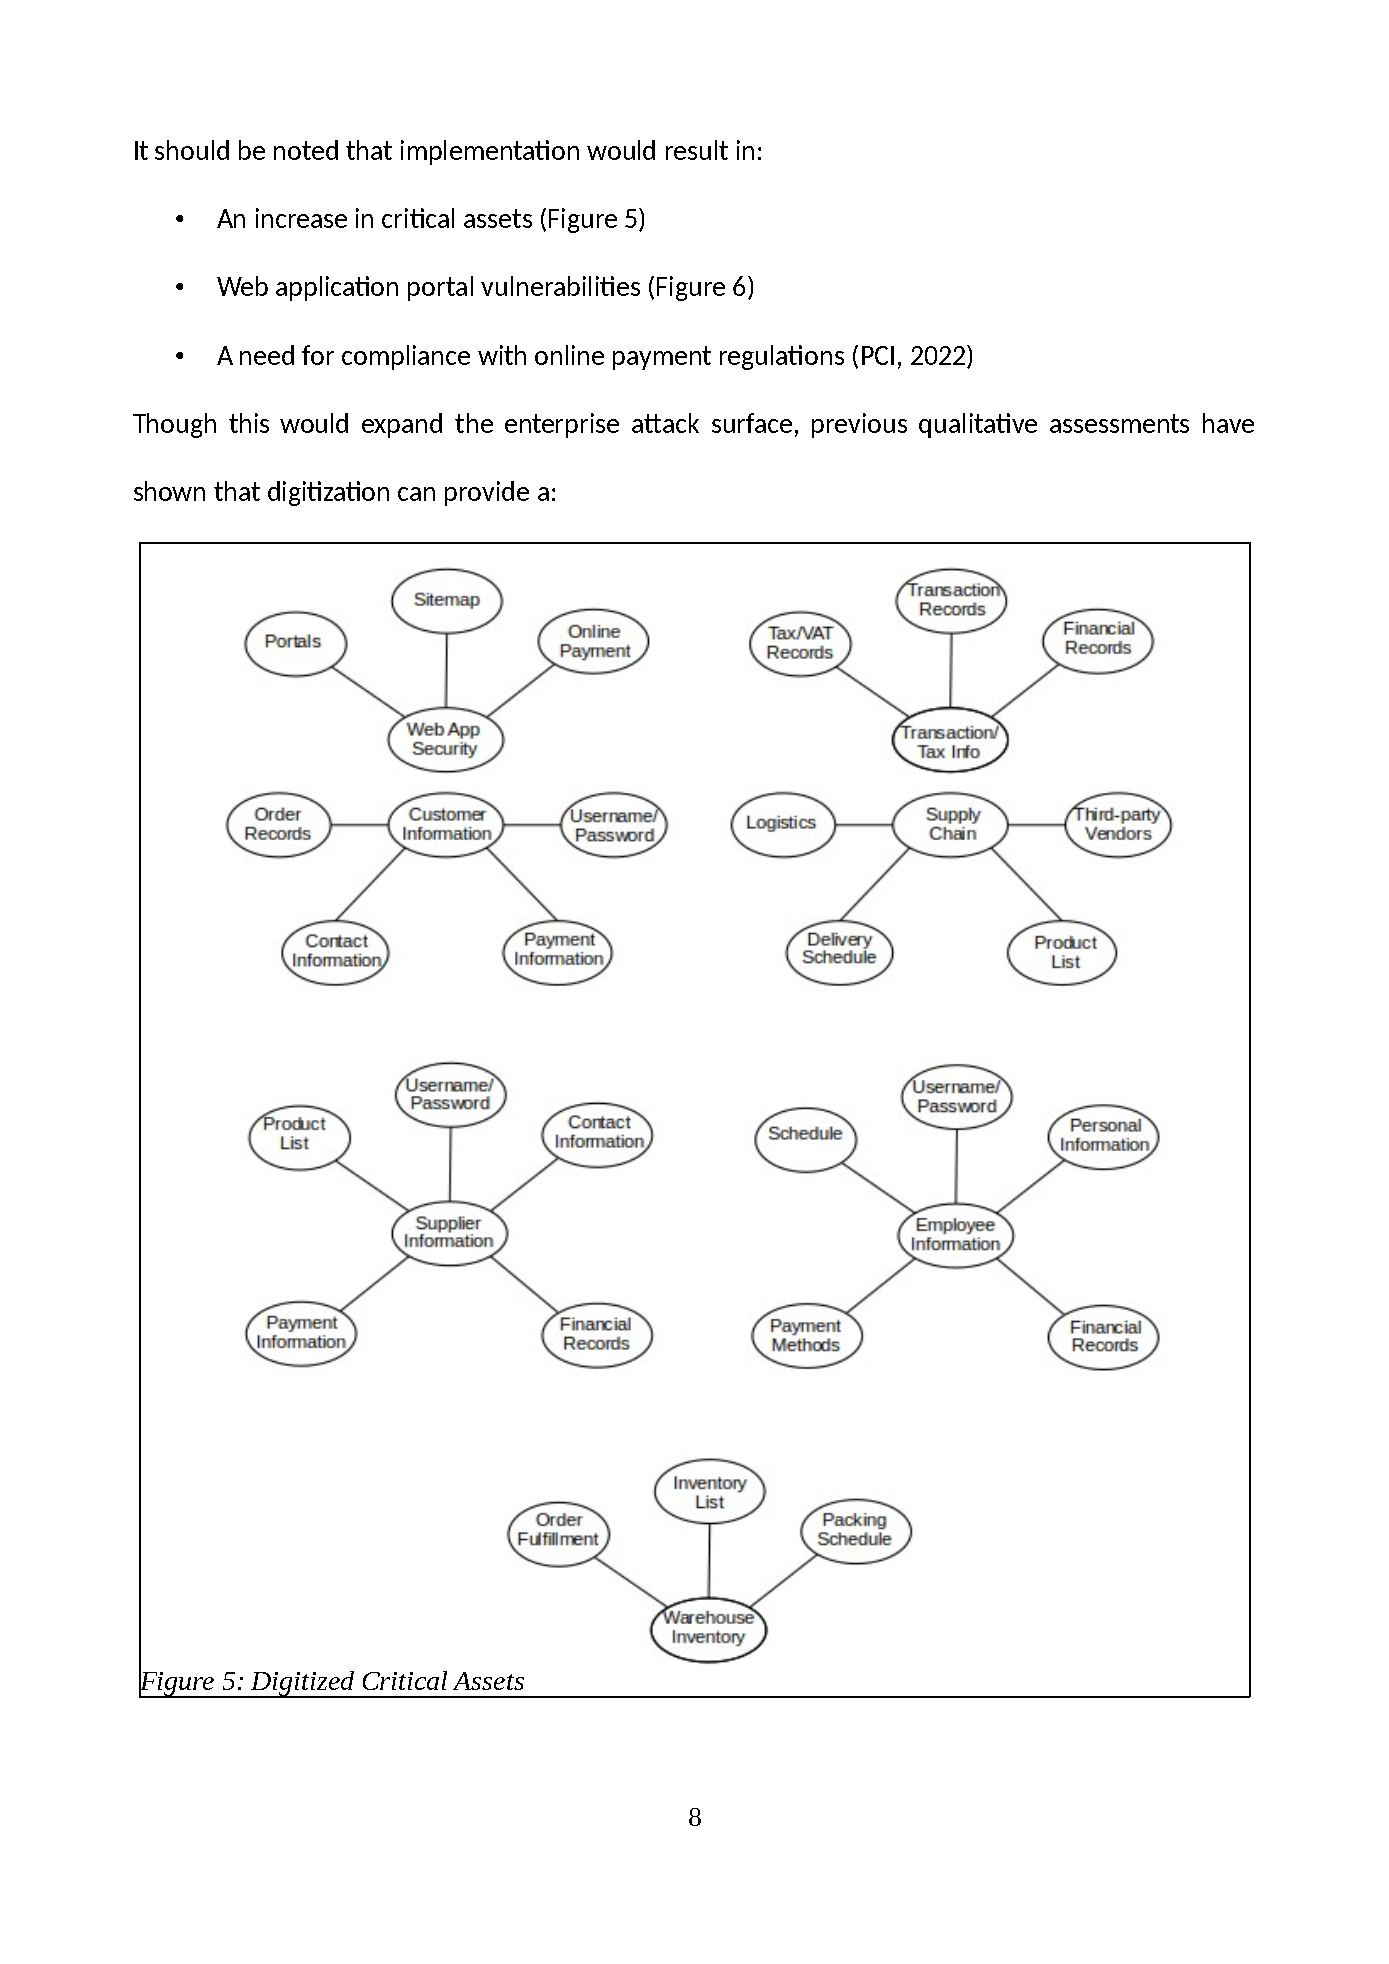 It should be noted that implementation would result in:
• An increase in critical assets (Figure 5)
• Web application portal vulnerabilities (Figure 6)
• A need for compliance with online payment regulations (PCI, 2022)
Though this would expand the enterprise attack surface, previous qualitative assessments have
shown that digitization can provide a:
Sitemap
Portals
Online
Payment
Web App
Security
Transaction
Records
Tax/VAT
Records
Financial
Records
Transaction/
Tax Info
Order
Records
Customer
Information
Username/
Password
Contact
Information
Payment
Information
Logistics
Supply
Chain
Third-party
Vendors
Delivery
Schedule
Product
List
Username/
Password
Product
List
Contact
Information
Supplier
Information
Payment
Information
Financial
Records
Username/
Password
Schedule
Personal
Information
Employee
Information
Payment
Methods
Financial
Records
Inventory
List
Order
Fulfillment
Packing
Schedule
Warehouse
Inventory
Figure 5: Digitized Critical Assets
8